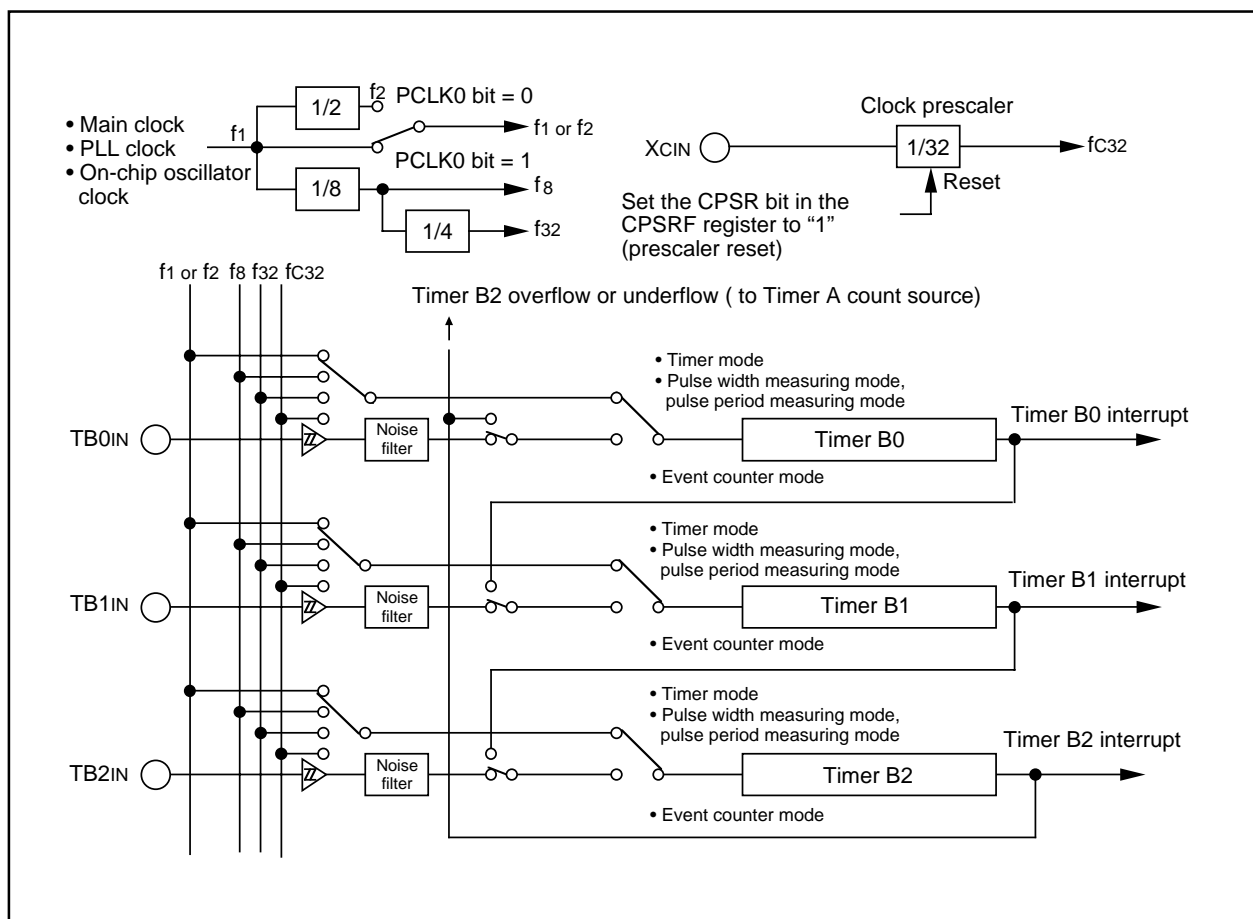 • Main clock
• PLL clock
• On-chip oscillator
clock
f1
1/2
f2
PCLK0 bit = 0
f1 or f2
PCLK0 bit = 1
1/8
f8
1/4
f32
Clock prescaler
XCIN
1/32
fC32
Reset
Set the CPSR bit in the
CPSRF register to “1”
(prescaler reset)
f1 or f2 f8 f32 fC32
Timer B2 overflow or underflow ( to Timer A count source)
• Timer mode
• Pulse width measuring mode,
pulse period measuring mode
TB0IN
Noise
filter
Timer B0
Timer B0 interrupt
• Event counter mode
• Timer mode
• Pulse width measuring mode,
pulse period measuring mode
TB1IN
Noise
filter
Timer B1
Timer B1 interrupt
• Event counter mode
• Timer mode
• Pulse width measuring mode,
pulse period measuring mode
TB2IN
Noise
filter
Timer B2
Timer B2 interrupt
• Event counter mode